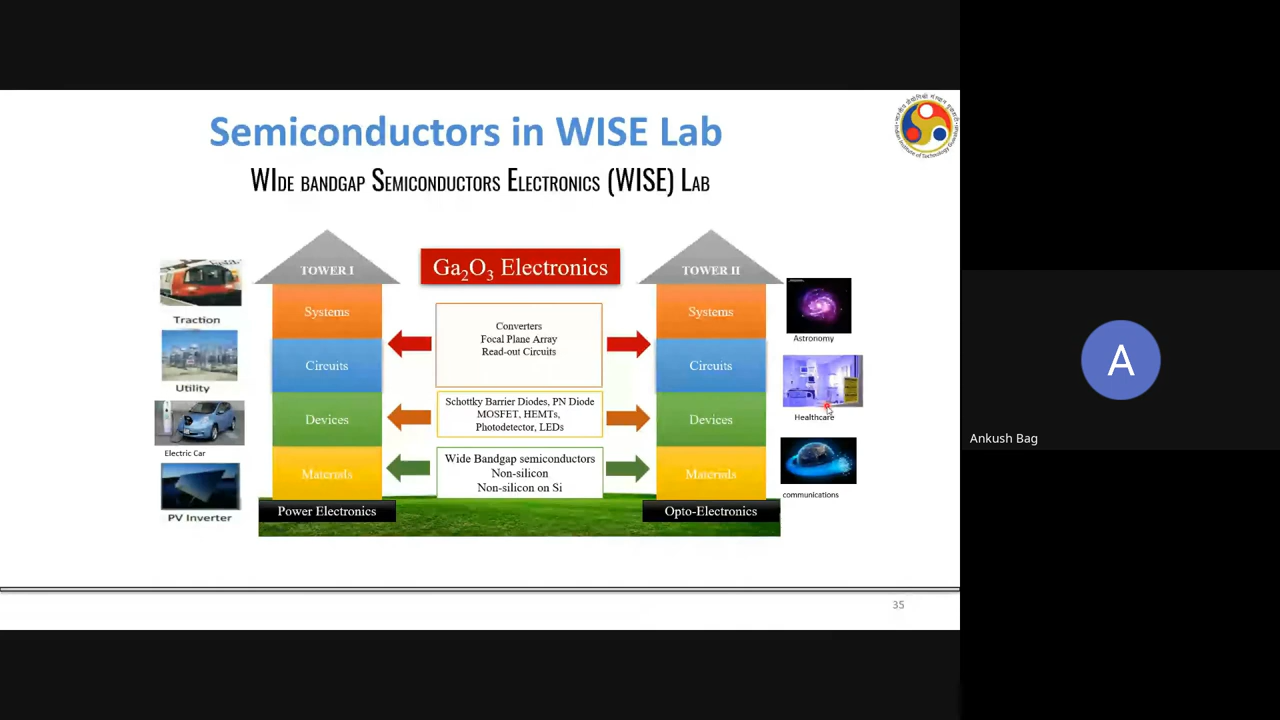 Semiconductors in WISE Lab
WIDE BANDGAP SEMICONDUCTORS ELECTRONICS (WISE) LAB
TOWER I
Ga2O3 Electronics
TOWER II
Systems
Circuits
Devices
Materials
Power Electronics
Converters
Focal Plane Array
Read-out Circuits
Schottky Barrier Diodes, PN Diode
MOSFET, HEMTs,
Photodetector, LEDs
Wide Bandgap semiconductors
Non-silicon
Non-silicon on Si
Systems
Circuits
Devices
Materials
Opto-Electronics
Traction
Utility
Electric Car
PV Inverter
Astronomy
Healthcare
communications
35
A
Ankush Bag